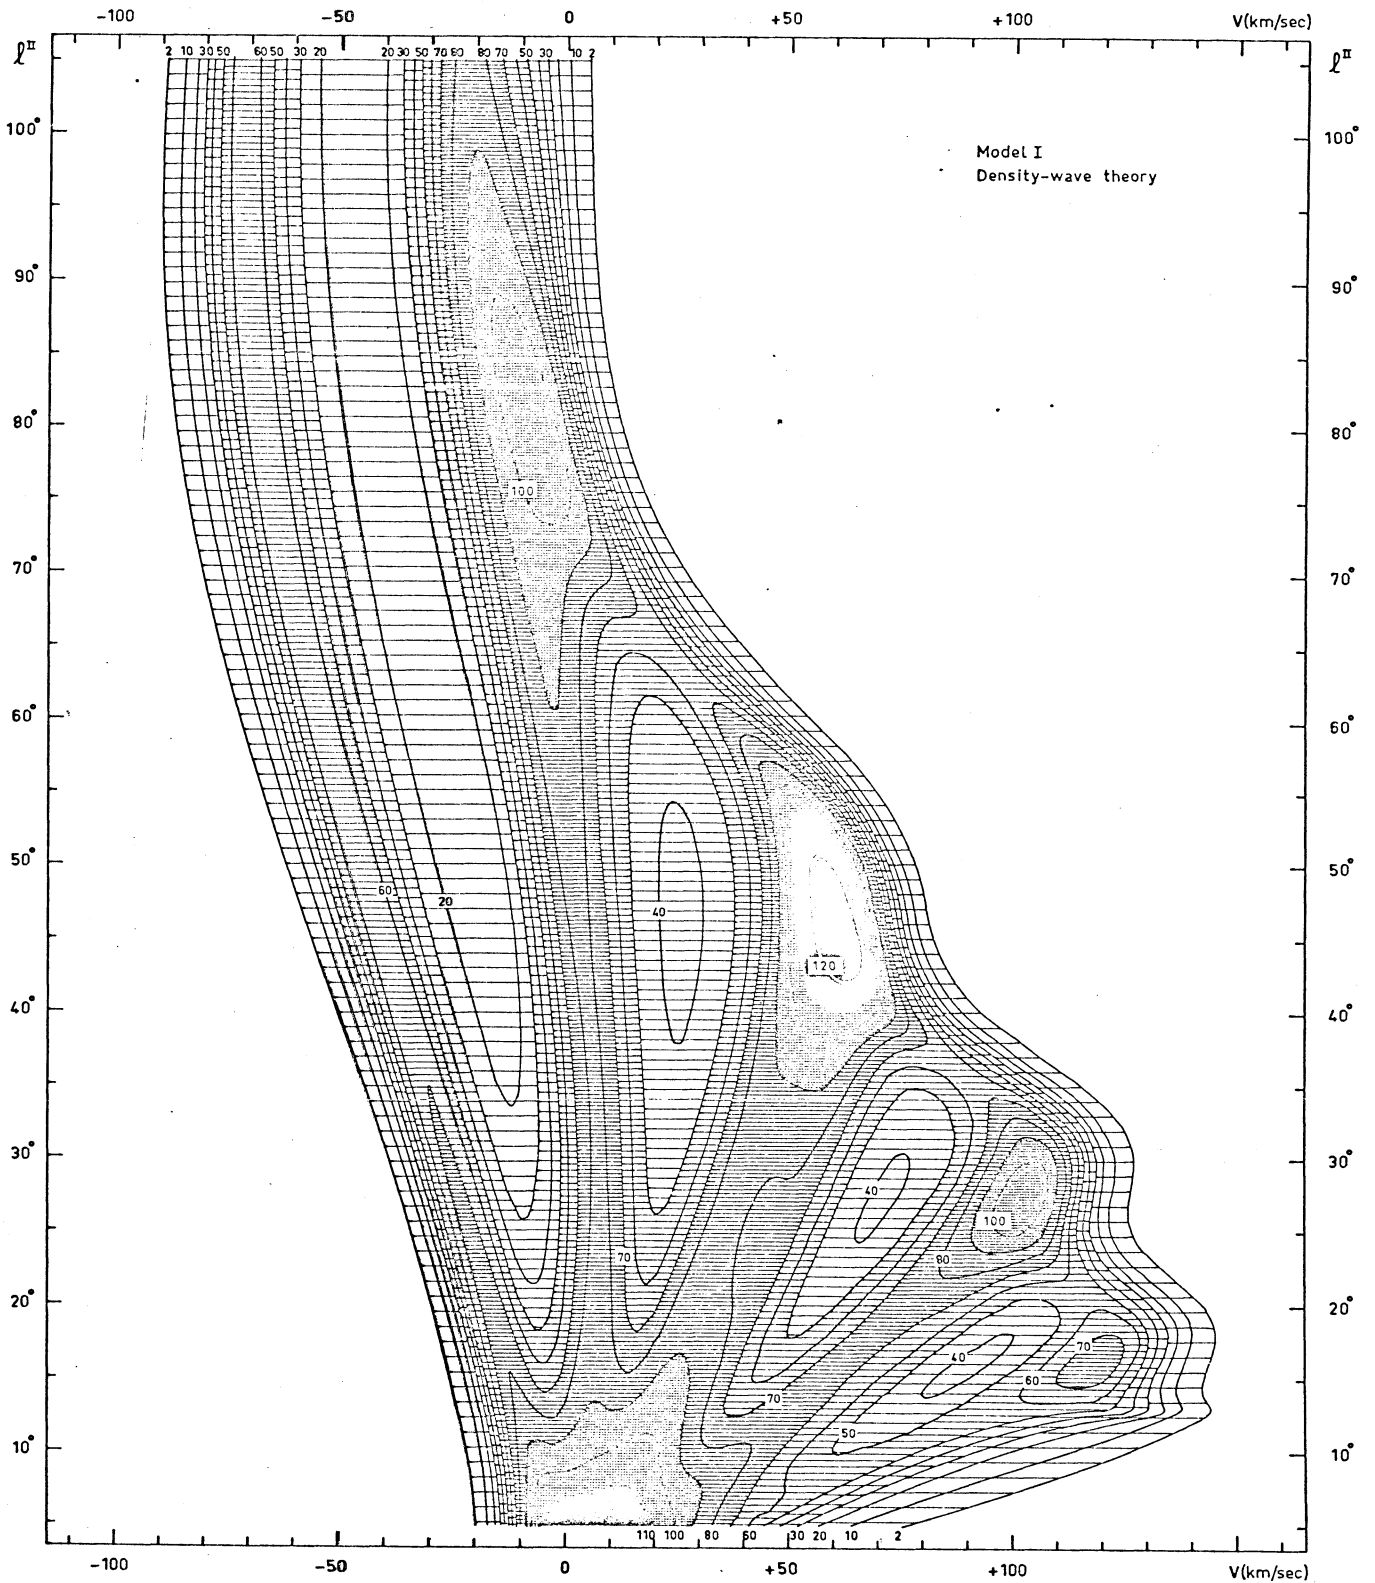 -100 -50 0 +50 +100 V(km/sec)
ℓᴵᴵ 2 10 30 50 60 50 30 20 20 30 50 70 80 80 70 50 30 10 2 ℓᴵᴵ
100° 100°
Model I
Density-wave theory
90° 90°
80° 80°
100
70° 70°
60° 60°
50° 50°
60 20 40
120
40° 40°
30° 30°
40
100
70 80
20° 20°
70
40
60
70
50
10° 10°
110 100 80 60 30 20 10 2
-100 -50 0 +50 +100 V(km/sec)